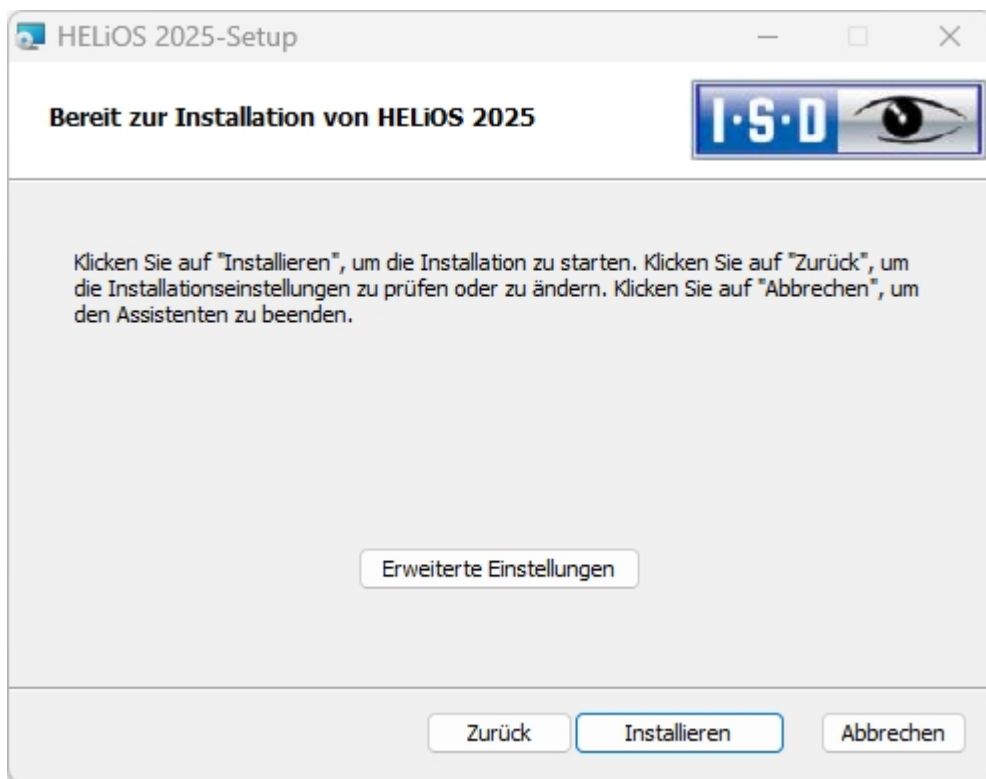 HELiOS 2025-Setup
Bereit zur Installation von HELiOS 2025
I·S·D
Klicken Sie auf "Installieren", um die Installation zu starten. Klicken Sie auf "Zurück", um
die Installationseinstellungen zu prüfen oder zu ändern. Klicken Sie auf "Abbrechen", um
den Assistenten zu beenden.
Erweiterte Einstellungen
Zurück
Installieren
Abbrechen